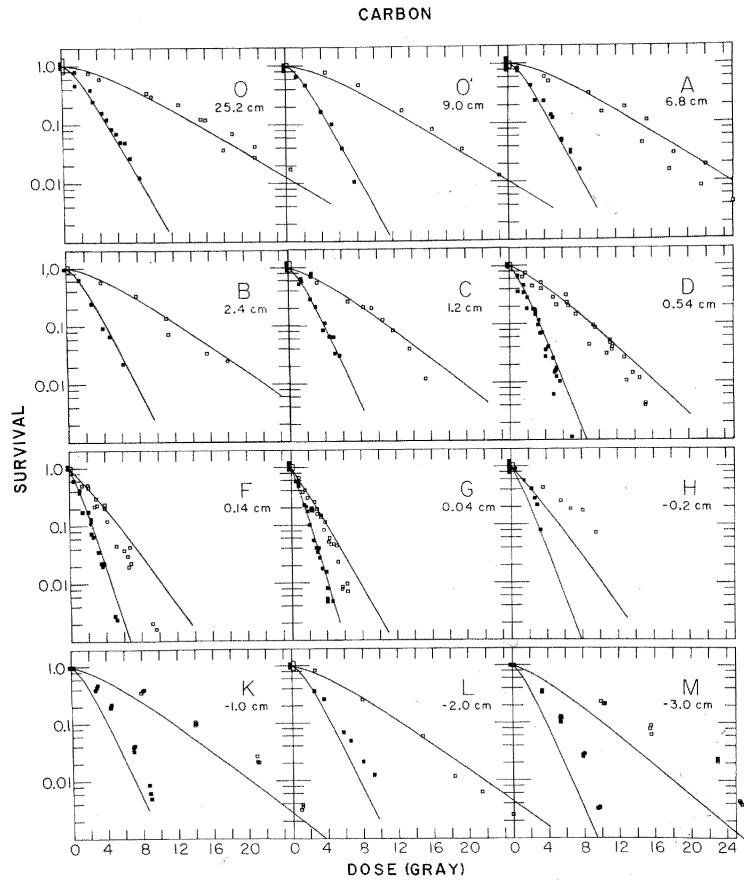 CARBON
O
25.2 cm
O'
9.0 cm
A
6.8 cm
1.0
0.1
0.01
B
2.4 cm
C
1.2 cm
D
0.54 cm
1.0
0.1
0.01
SURVIVAL
F
0.14 cm
G
0.04 cm
H
-0.2 cm
1.0
0.1
0.01
K
-1.0 cm
L
-2.0 cm
M
-3.0 cm
1.0
0.1
0.01
0 4 8 12 16 20 0 4 8 12 16 20 0 4 8 12 16 20 24
DOSE (GRAY)